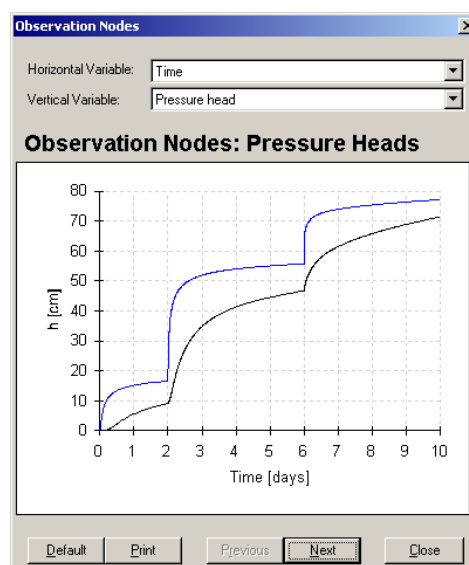 Observation Nodes
Horizontal Variable: Time
Vertical Variable: Pressure head
Observation Nodes: Pressure Heads
80
70
60
50
40
30
20
10
0
h [cm]
0 1 2 3 4 5 6 7 8 9 10
Time [days]
Default Print Previous Next Close